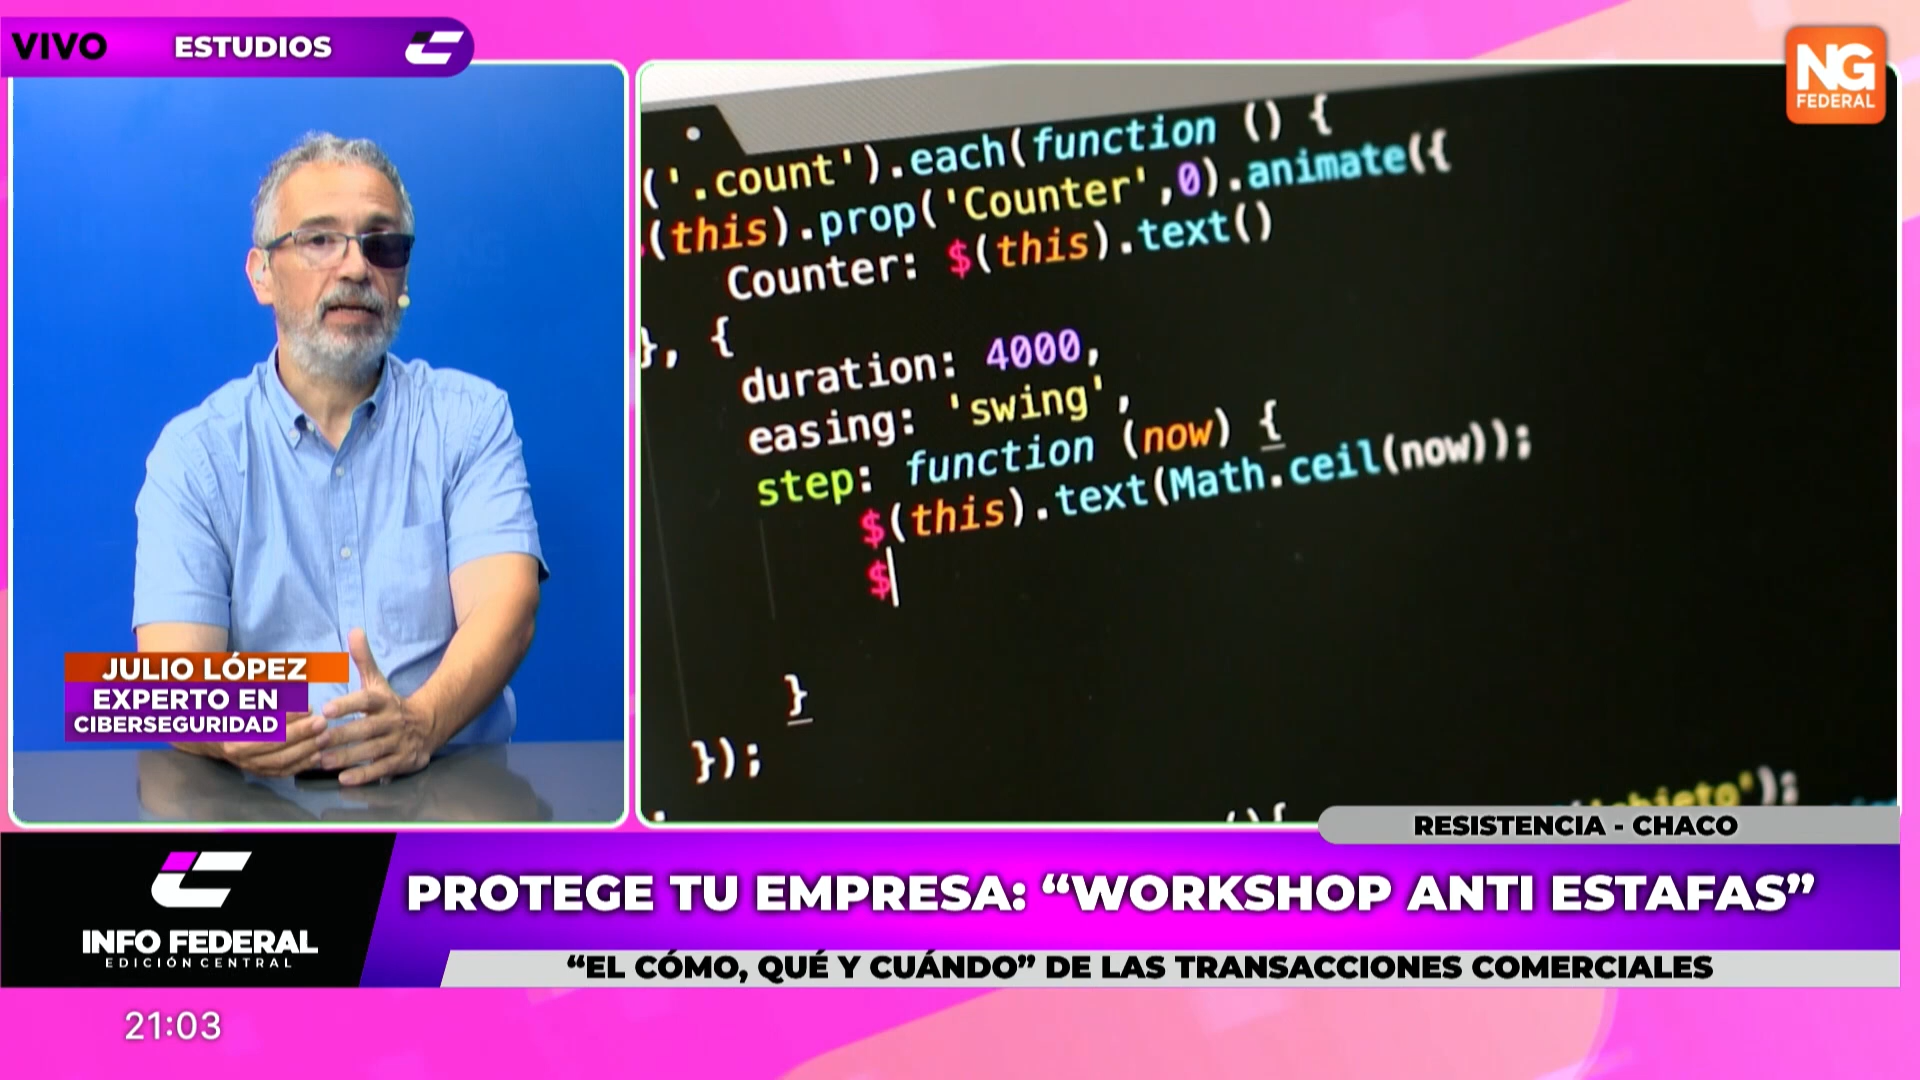 VIVO
ESTUDIOS
NG
FEDERAL
('.count').each(function () {
(this).prop('Counter',0).animate({
Counter: $(this).text()
}, {
duration: 4000,
easing: 'swing',
step: function (now) {
$(this).text(Math.ceil(now));
$
}
});
(){
');
JULIO LÓPEZ
EXPERTO EN
CIBERSEGURIDAD
RESISTENCIA - CHACO
PROTEGE TU EMPRESA: “WORKSHOP ANTI ESTAFAS”
“EL CÓMO, QUÉ Y CUÁNDO” DE LAS TRANSACCIONES COMERCIALES
INFO FEDERAL
EDICIÓN CENTRAL
21:03